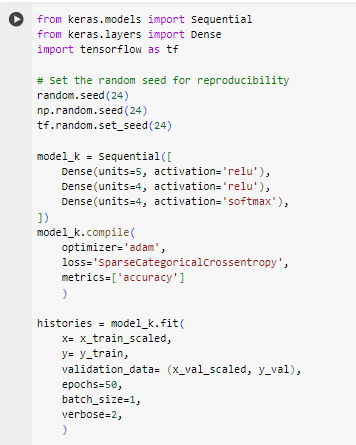 from keras.models import Sequential
from keras.layers import Dense
import tensorflow as tf

# Set the random seed for reproducibility
random.seed(24)
np.random.seed(24)
tf.random.set_seed(24)

model_k = Sequential([
    Dense(units=5, activation='relu'),
    Dense(units=4, activation='relu'),
    Dense(units=4, activation='softmax'),
])
model_k.compile(
    optimizer='adam',
    loss='SparseCategoricalCrossentropy',
    metrics=['accuracy']
    )

histories = model_k.fit(
    x= x_train_scaled,
    y= y_train,
    validation_data= (x_val_scaled, y_val),
    epochs=50,
    batch_size=1,
    verbose=2,
    )